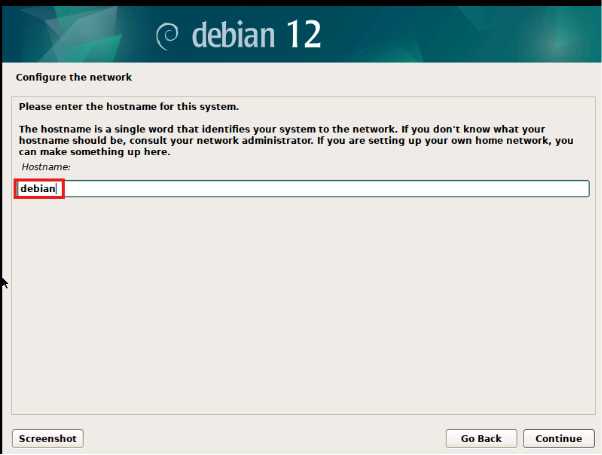 debian 12
Configure the network
Please enter the hostname for this system.
The hostname is a single word that identifies your system to the network. If you don't know what your
hostname should be, consult your network administrator. If you are setting up your own home network, you
can make something up here.
Hostname:
debian
Screenshot
Go Back
Continue